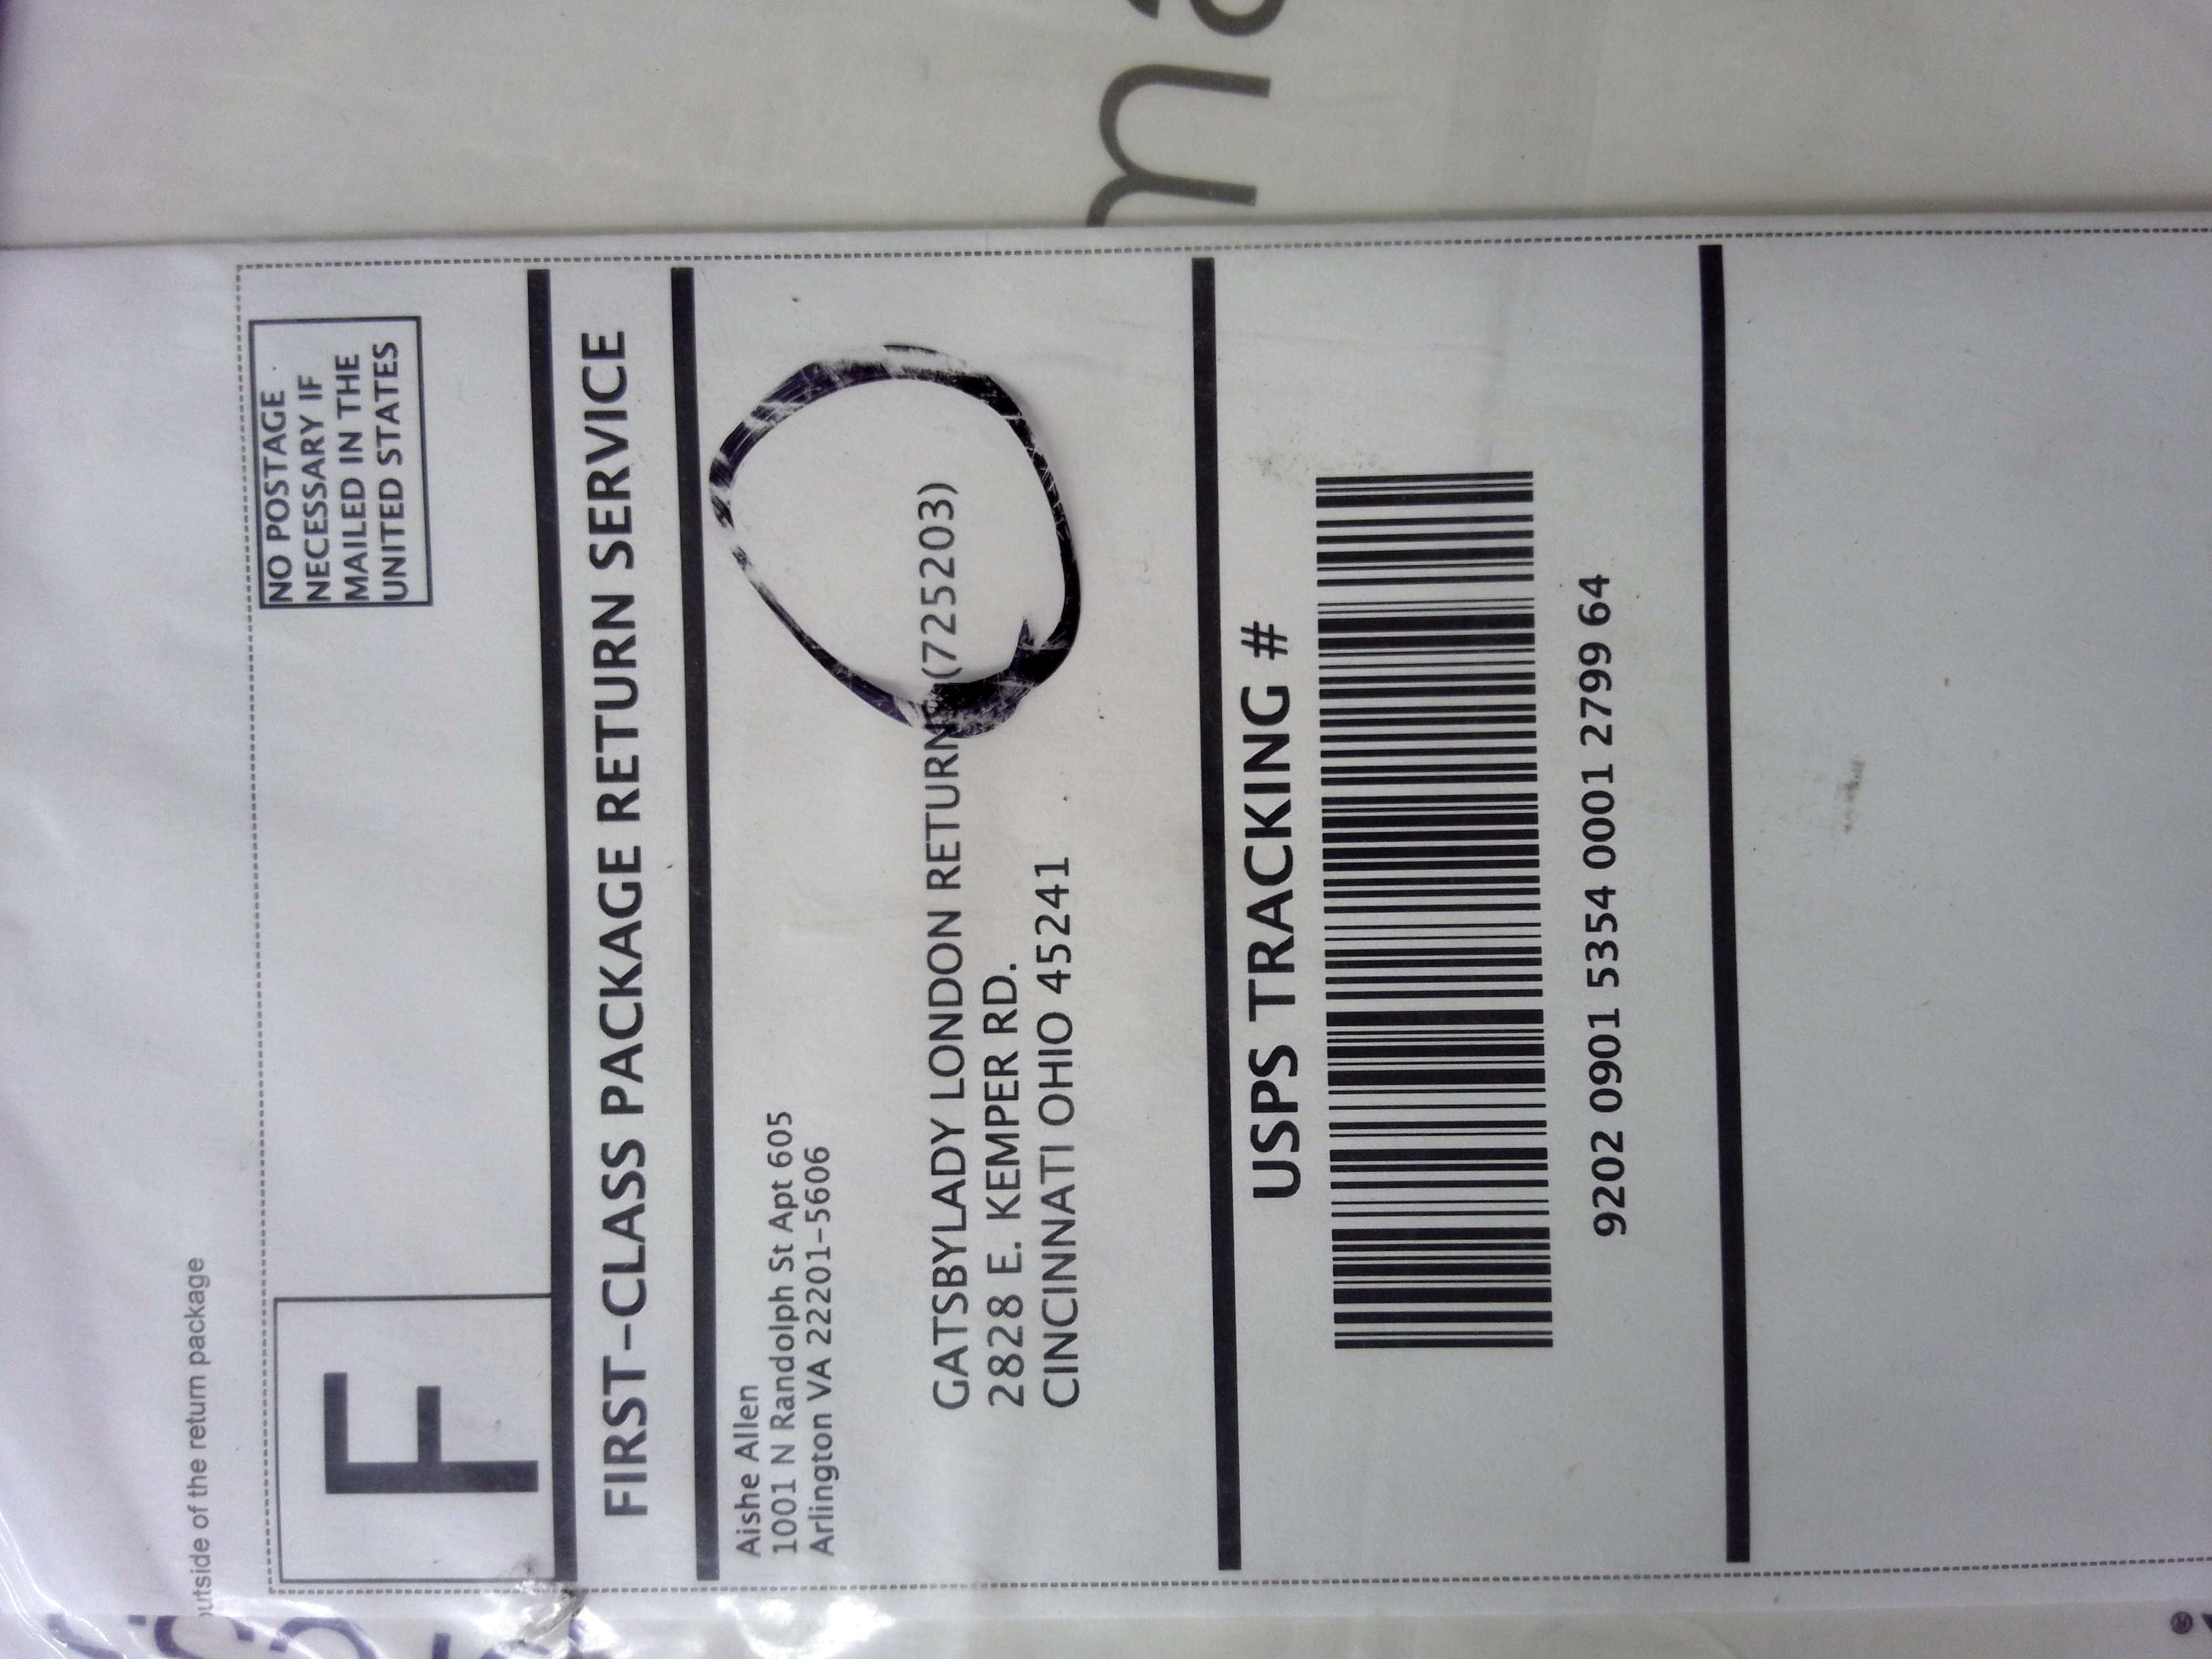 outside of the return package
F
NO POSTAGE
NECESSARY IF
MAILED IN THE
UNITED STATES
FIRST-CLASS PACKAGE RETURN SERVICE
Aishe Allen
1001 N Randolph St Apt 605
Arlington VA 22201-5606
GATSBYLADY LONDON RETURN (725203)
2828 E. KEMPER RD.
CINCINNATI OHIO 45241
USPS TRACKING #
9202 0901 5354 0001 2799 64